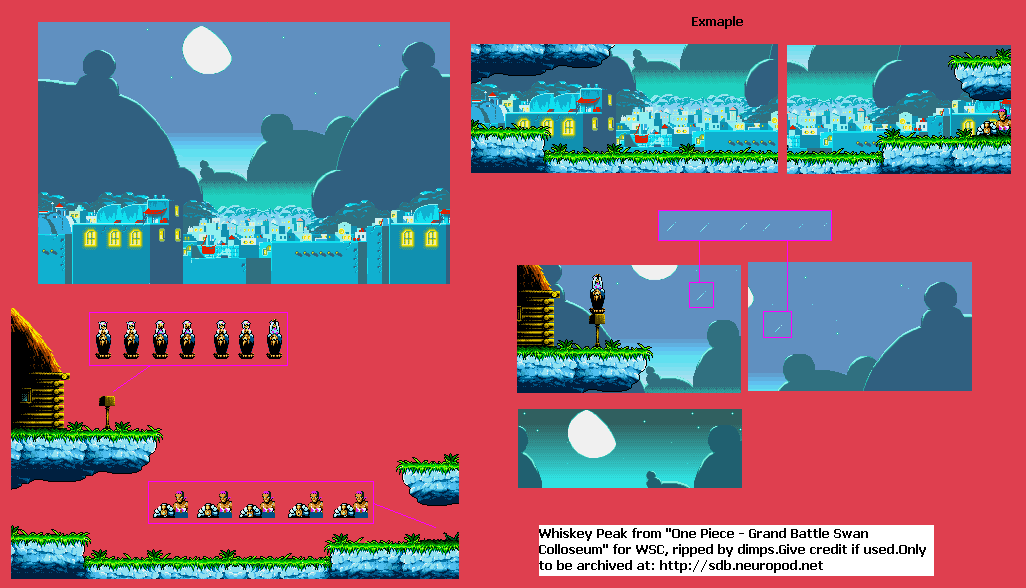 Exmaple
Whiskey Peak from "One Piece - Grand Battle Swan
Colloseum" for WSC, ripped by dimps.Give credit if used.Only
to be archived at: http://sdb.neuropod.net